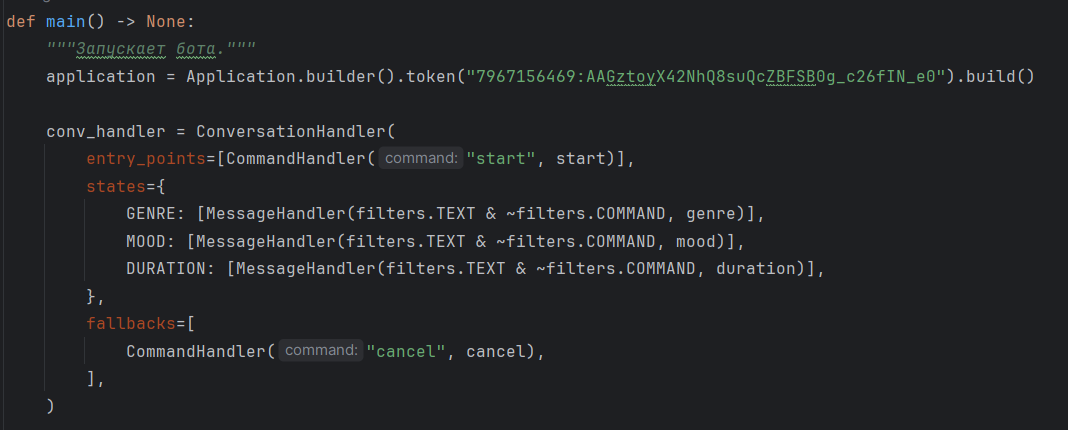 def main() -> None:
"""Запускает бота."""
application = Application.builder().token("7967156469:AAGztoyX42NhQ8suQcZBFSBOg_c26fIN_e0").build()
conv_handler = ConversationHandler(
entry_points=[CommandHandler( command: "start", start)],
states={
GENRE: [MessageHandler(filters.TEXT & ~filters.COMMAND, genre)],
MOOD: [MessageHandler(filters.TEXT & ~filters.COMMAND, mood)],
DURATION: [MessageHandler(filters.TEXT & ~filters.COMMAND, duration)],
},
fallbacks=[
CommandHandler( command: "cancel", cancel),
],
)